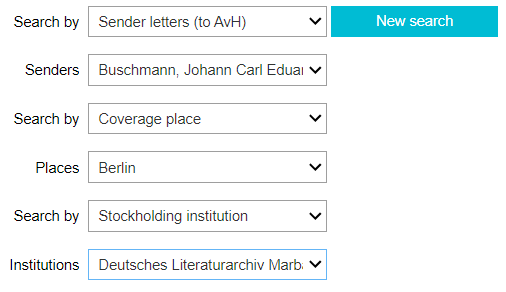 Search by Sender letters (to AvH) New search
Senders Buschmann, Johann Carl Eduar
Search by Coverage place
Places Berlin
Search by Stockholding institution
Institutions Deutsches Literaturarchiv Marba